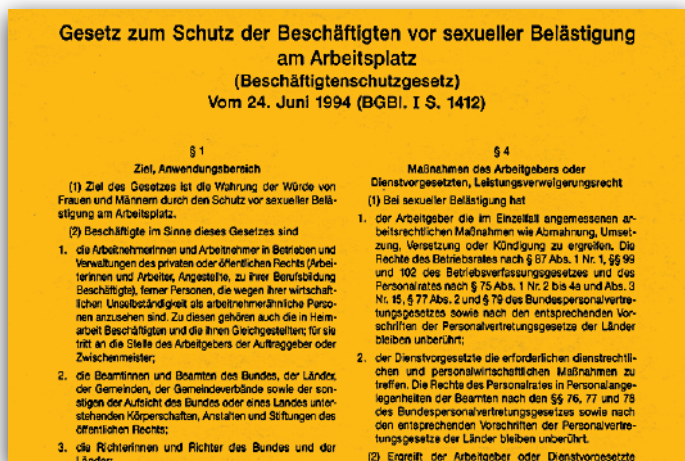 Gesetz zum Schutz der Beschäftigten vor sexueller Belästigung
am Arbeitsplatz
(Beschäftigtenschutzgesetz)
Vom 24. Juni 1994 (BGBl. I S. 1412)
§ 1
Ziel, Anwendungsbereich
(1) Ziel des Gesetzes ist die Wahrung der Würde von
Frauen und Männern durch den Schutz vor sexueller Belä-
stigung am Arbeitsplatz.
(2) Beschäftigte im Sinne dieses Gesetzes sind
1. die Arbeitnehmerinnen und Arbeitnehmer in Betrieben und
Verwaltungen des privaten oder öffentlichen Rechts (Arbei-
terinnen und Arbeiter, Angestellte, zu ihrer Berufsbildung
Beschäftigte), ferner Personen, die wegen ihrer wirtschaft-
lichen Unselbständigkeit als arbeitnehmerähnliche Perso-
nen anzusehen sind. Zu diesen gehören auch die in Heim-
arbeit Beschäftigten und die ihnen Gleichgestellten; für sie
tritt an die Stelle des Arbeitgebers der Auftraggeber oder
Zwischenmeister;
2. die Beamtinnen und Beamten des Bundes, der Länder,
der Gemeinden, der Gemeindeverbände sowie der son-
stigen der Aufsicht des Bundes oder eines Landes unter-
stehenden Körperschaften, Anstalten und Stiftungen des
öffentlichen Rechts;
3. die Richterinnen und Richter des Bundes und der
Länder;
§ 4
Maßnahmen des Arbeitgebers oder
Dienstvorgesetzten, Leistungsverweigerungsrecht
(1) Bei sexueller Belästigung hat
1. der Arbeitgeber die im Einzelfall angemessenen ar-
beitsrechtlichen Maßnahmen wie Abmahnung, Umset-
zung, Versetzung oder Kündigung zu ergreifen. Die
Rechte des Betriebsrates nach § 87 Abs. 1 Nr. 1, §§ 99
und 102 des Betriebsverfassungsgesetzes und des
Personalrates nach § 75 Abs. 1 Nr. 2 bis 4a und Abs. 3
Nr. 15, § 77 Abs. 2 und § 79 des Bundespersonalvertre-
tungsgesetzes sowie nach den entsprechenden Vor-
schriften der Personalvertretungsgesetze der Länder
bleiben unberührt;
2. der Dienstvorgesetzte die erforderlichen dienstrechtli-
chen und personalwirtschaftlichen Maßnahmen zu
treffen. Die Rechte des Personalrates in Personalange-
legenheiten der Beamten nach den §§ 76, 77 und 78
des Bundespersonalvertretungsgesetzes sowie nach
den entsprechenden Vorschriften der Personalvertre-
tungsgesetze der Länder bleiben unberührt.
(2) Ergreift der Arbeitgeber oder Dienstvorgesetzte